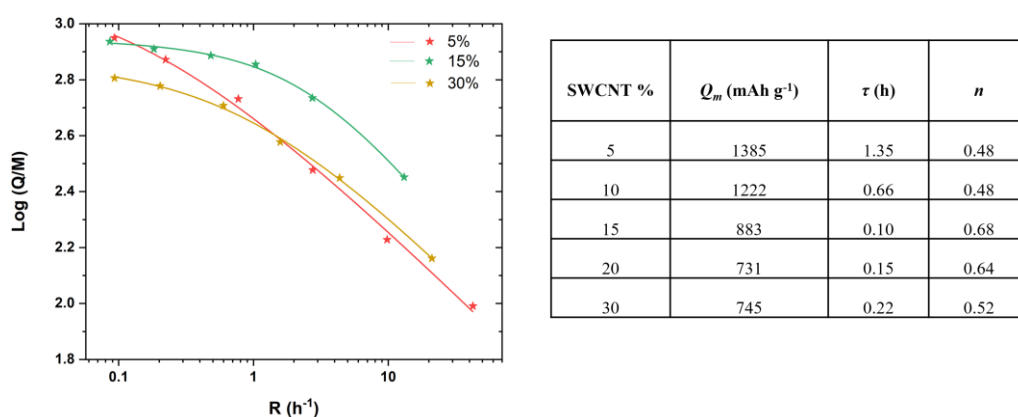 3.0
2.8
2.6
2.4
2.2
2.0
1.8
Log (Q/M)
0.1
1
10
R (h⁻¹)
5%
15%
30%
SWCNT % Qₘ (mAh g⁻¹) τ (h) n
5 1385 1.35 0.48
10 1222 0.66 0.48
15 883 0.10 0.68
20 731 0.15 0.64
30 745 0.22 0.52